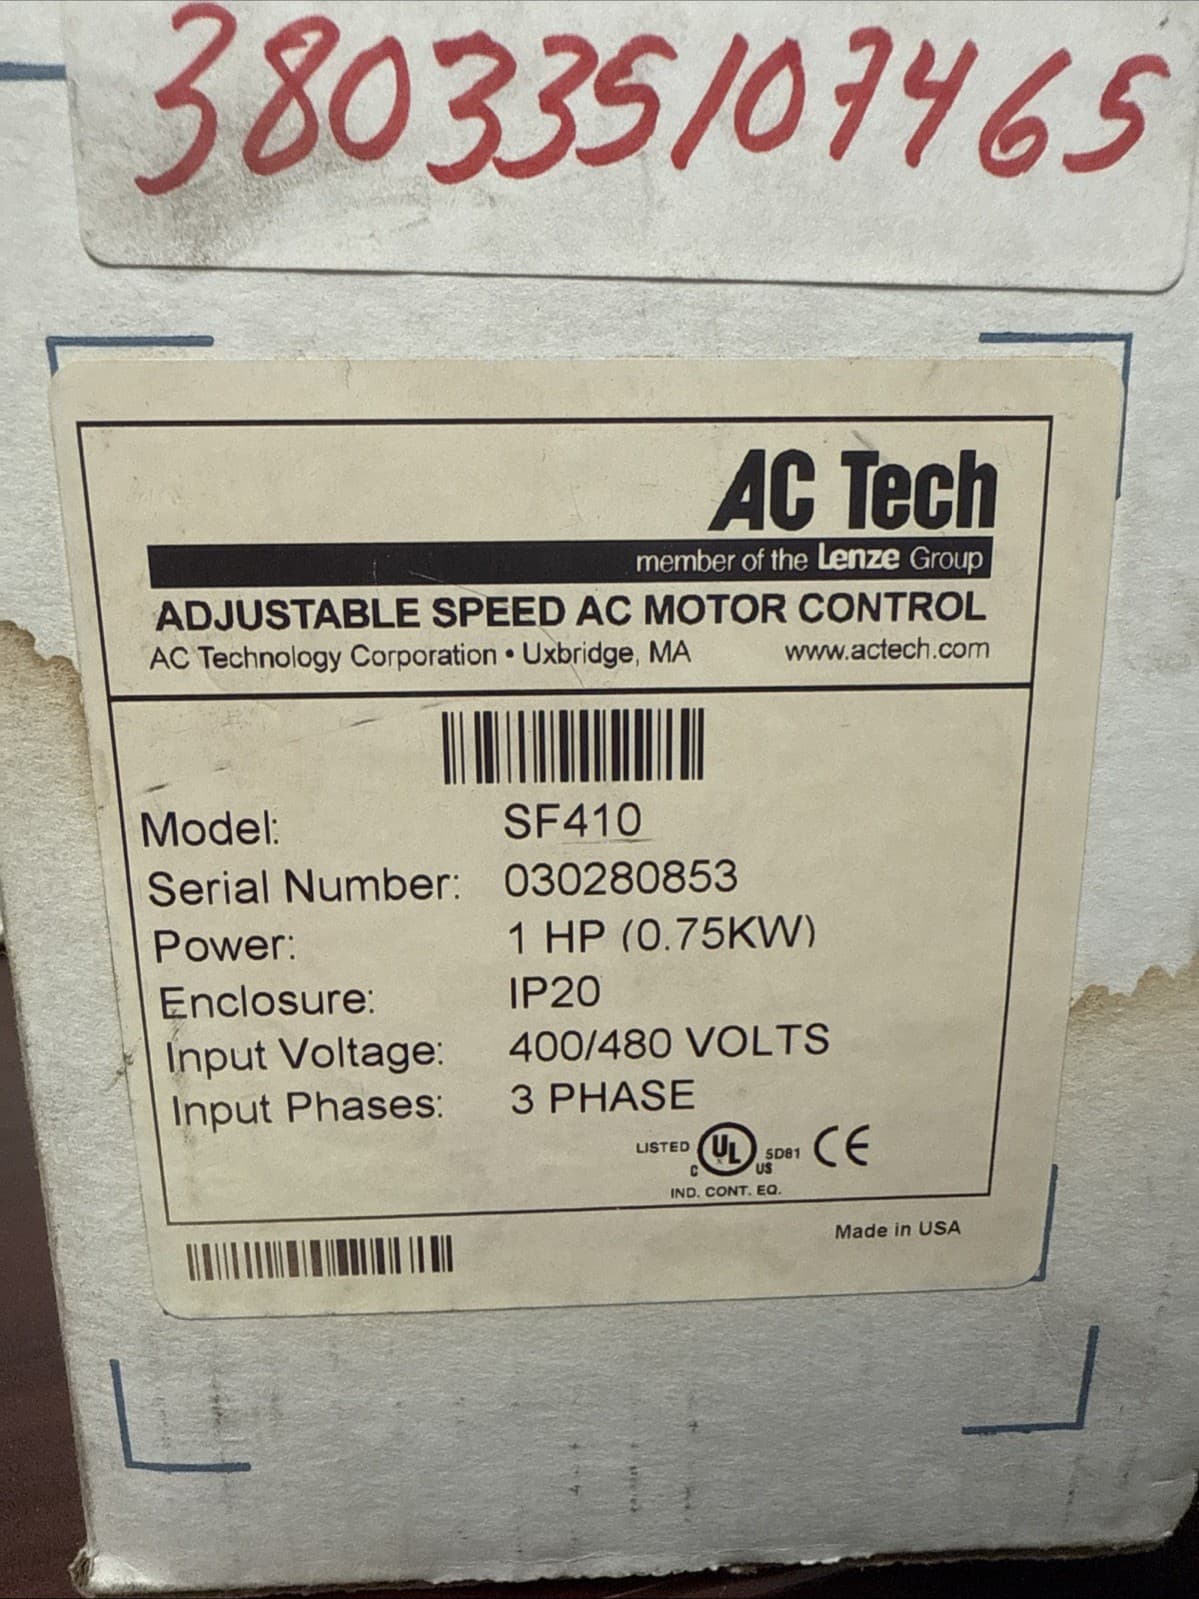 380335107465
AC Tech
member of the Lenze Group
ADJUSTABLE SPEED AC MOTOR CONTROL
AC Technology Corporation • Uxbridge, MA www.actech.com
Model: SF410
Serial Number: 030280853
Power: 1 HP (0.75KW)
Enclosure: IP20
Input Voltage: 400/480 VOLTS
Input Phases: 3 PHASE
LISTED C UL US 5D81 CE
IND. CONT. EQ.
Made in USA